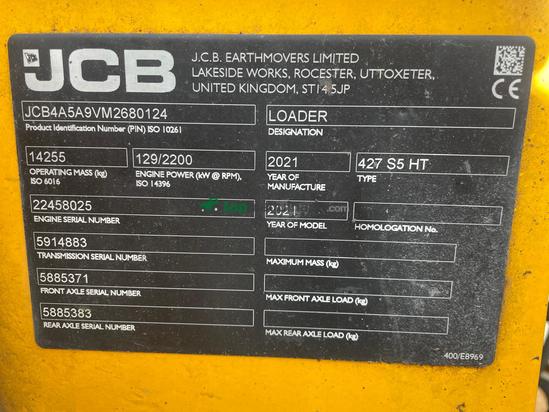 JCB
J.C.B. EARTHMOVERS LIMITED
LAKESIDE WORKS, ROCESTER, UTTOXETER,
UNITED KINGDOM, ST14 5JP
JCB4A5A9VM2680124
Product Identification Number (PIN) ISO 10261
LOADER
DESIGNATION
14255
OPERATING MASS (kg)
ISO 6016
129/2200
ENGINE POWER (kW @ RPM),
ISO 14396
2021
YEAR OF
MANUFACTURE
427 S5 HT
TYPE
22458025
ENGINE SERIAL NUMBER
2021
YEAR OF MODEL
HOMOLOGATION No.
5914883
TRANSMISSION SERIAL NUMBER
MAXIMUM MASS (kg)
5885371
FRONT AXLE SERIAL NUMBER
MAX FRONT AXLE LOAD (kg)
5885383
REAR AXLE SERIAL NUMBER
MAX REAR AXLE LOAD (kg)
CE
400/E8969